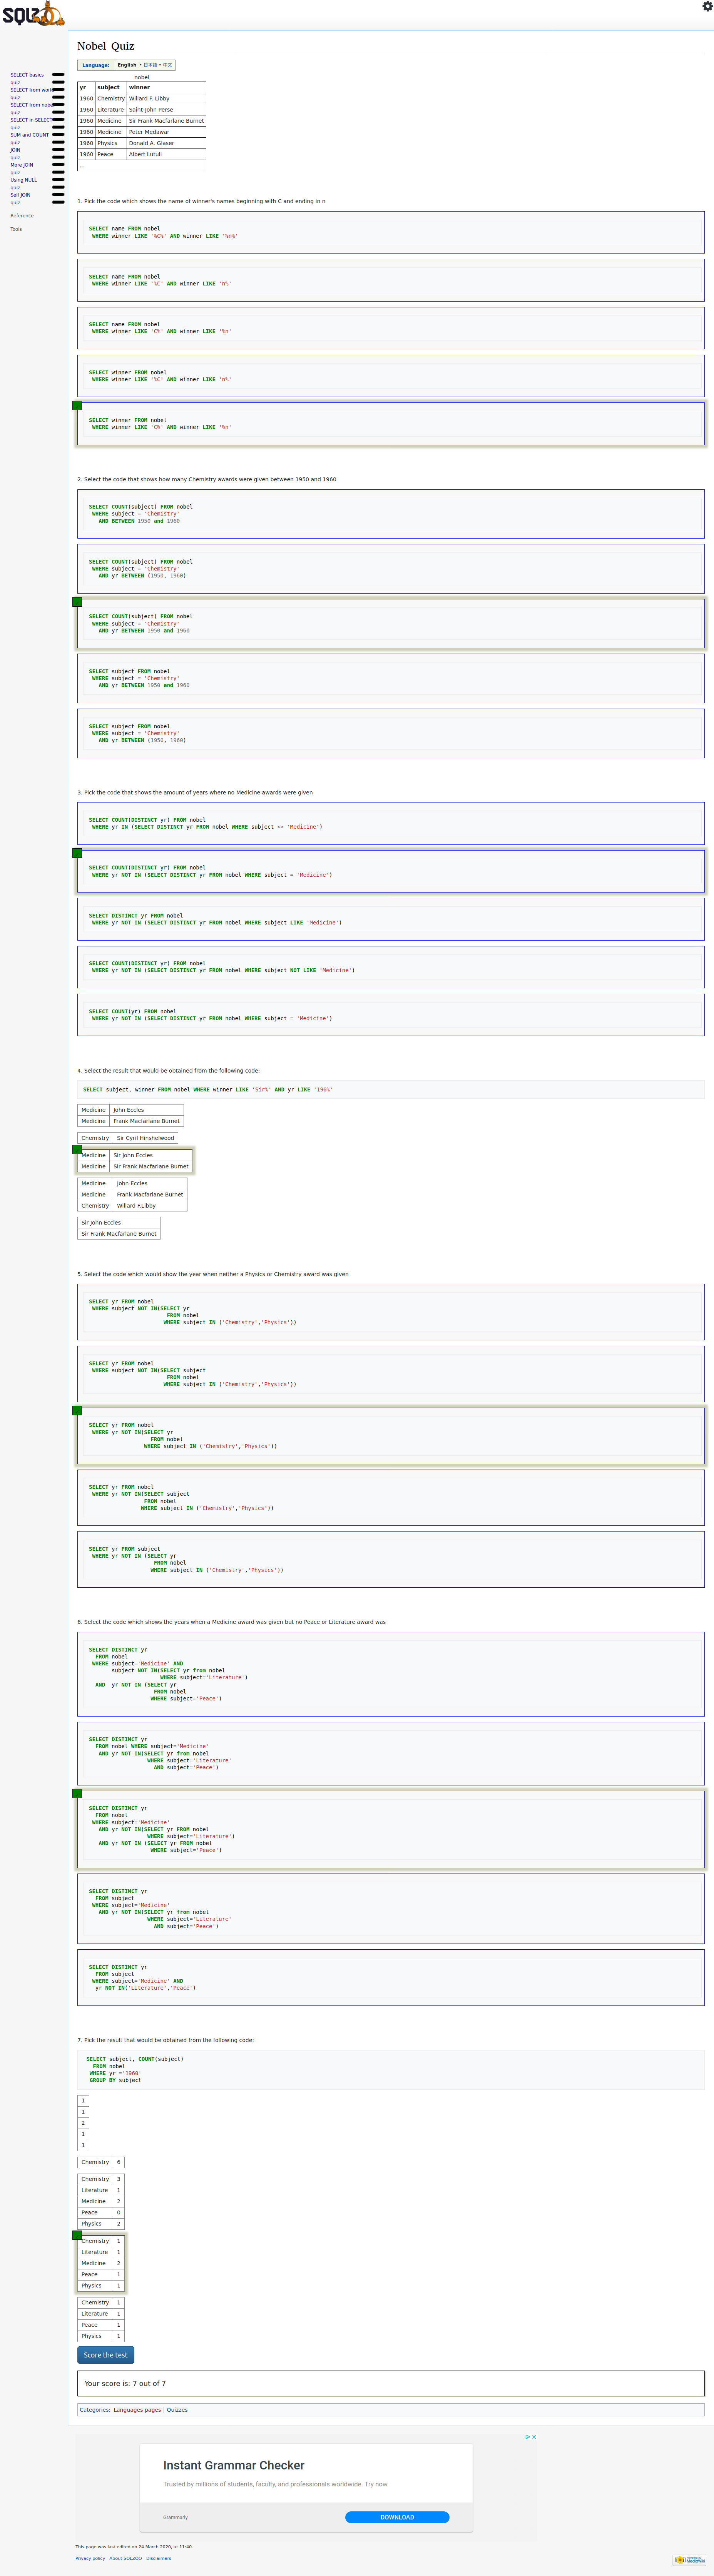 SQLZOO
Nobel Quiz
Language: English • 日本語 • 中文
SELECT basics
quiz
SELECT from world
quiz
SELECT from nobel
quiz
SELECT in SELECT
quiz
SUM and COUNT
quiz
JOIN
quiz
More JOIN
quiz
Using NULL
quiz
Self JOIN
quiz
Reference
Tools
nobel
yr subject winner
1960 Chemistry Willard F. Libby
1960 Literature Saint-John Perse
1960 Medicine Sir Frank Macfarlane Burnet
1960 Medicine Peter Medawar
1960 Physics Donald A. Glaser
1960 Peace Albert Lutuli
...
1. Pick the code which shows the name of winner's names beginning with C and ending in n
SELECT name FROM nobel
WHERE winner LIKE '%C%' AND winner LIKE '%n%'
SELECT name FROM nobel
WHERE winner LIKE '%C' AND winner LIKE 'n%'
SELECT name FROM nobel
WHERE winner LIKE 'C%' AND winner LIKE '%n'
SELECT winner FROM nobel
WHERE winner LIKE '%C' AND winner LIKE 'n%'
SELECT winner FROM nobel
WHERE winner LIKE 'C%' AND winner LIKE '%n'
2. Select the code that shows how many Chemistry awards were given between 1950 and 1960
SELECT COUNT(subject) FROM nobel
WHERE subject = 'Chemistry'
AND BETWEEN 1950 and 1960
SELECT COUNT(subject) FROM nobel
WHERE subject = 'Chemistry'
AND yr BETWEEN (1950, 1960)
SELECT COUNT(subject) FROM nobel
WHERE subject = 'Chemistry'
AND yr BETWEEN 1950 and 1960
SELECT subject FROM nobel
WHERE subject = 'Chemistry'
AND yr BETWEEN 1950 and 1960
SELECT subject FROM nobel
WHERE subject = 'Chemistry'
AND yr BETWEEN (1950, 1960)
3. Pick the code that shows the amount of years where no Medicine awards were given
SELECT COUNT(DISTINCT yr) FROM nobel
WHERE yr IN (SELECT DISTINCT yr FROM nobel WHERE subject <> 'Medicine')
SELECT COUNT(DISTINCT yr) FROM nobel
WHERE yr NOT IN (SELECT DISTINCT yr FROM nobel WHERE subject = 'Medicine')
SELECT DISTINCT yr FROM nobel
WHERE yr NOT IN (SELECT DISTINCT yr FROM nobel WHERE subject LIKE 'Medicine')
SELECT COUNT(DISTINCT yr) FROM nobel
WHERE yr NOT IN (SELECT DISTINCT yr FROM nobel WHERE subject NOT LIKE 'Medicine')
SELECT COUNT(yr) FROM nobel
WHERE yr NOT IN (SELECT DISTINCT yr FROM nobel WHERE subject = 'Medicine')
4. Select the result that would be obtained from the following code:
SELECT subject, winner FROM nobel WHERE winner LIKE 'Sir%' AND yr LIKE '196%'
Medicine John Eccles
Medicine Frank Macfarlane Burnet
Chemistry Sir Cyril Hinshelwood
Medicine Sir John Eccles
Medicine Sir Frank Macfarlane Burnet
Medicine John Eccles
Medicine Frank Macfarlane Burnet
Chemistry Willard F.Libby
Sir John Eccles
Sir Frank Macfarlane Burnet
5. Select the code which would show the year when neither a Physics or Chemistry award was given
SELECT yr FROM nobel
WHERE subject NOT IN(SELECT yr
FROM nobel
WHERE subject IN ('Chemistry','Physics'))
SELECT yr FROM nobel
WHERE subject NOT IN(SELECT subject
FROM nobel
WHERE subject IN ('Chemistry','Physics'))
SELECT yr FROM nobel
WHERE yr NOT IN(SELECT yr
FROM nobel
WHERE subject IN ('Chemistry','Physics'))
SELECT yr FROM nobel
WHERE yr NOT IN(SELECT subject
FROM nobel
WHERE subject IN ('Chemistry','Physics'))
SELECT yr FROM subject
WHERE yr NOT IN (SELECT yr
FROM nobel
WHERE subject IN ('Chemistry','Physics'))
6. Select the code which shows the years when a Medicine award was given but no Peace or Literature award was
SELECT DISTINCT yr
FROM nobel
WHERE subject='Medicine' AND
subject NOT IN(SELECT yr from nobel
WHERE subject='Literature')
AND yr NOT IN (SELECT yr
FROM nobel
WHERE subject='Peace')
SELECT DISTINCT yr
FROM nobel WHERE subject='Medicine'
AND yr NOT IN(SELECT yr from nobel
WHERE subject='Literature'
AND subject='Peace')
SELECT DISTINCT yr
FROM nobel
WHERE subject='Medicine'
AND yr NOT IN(SELECT yr FROM nobel
WHERE subject='Literature')
AND yr NOT IN (SELECT yr FROM nobel
WHERE subject='Peace')
SELECT DISTINCT yr
FROM subject
WHERE subject='Medicine'
AND yr NOT IN(SELECT yr from nobel
WHERE subject='Literature'
AND subject='Peace')
SELECT DISTINCT yr
FROM subject
WHERE subject='Medicine' AND
yr NOT IN('Literature','Peace')
7. Pick the result that would be obtained from the following code:
SELECT subject, COUNT(subject)
FROM nobel
WHERE yr ='1960'
GROUP BY subject
1
1
2
1
1
Chemistry 6
Chemistry 3
Literature 1
Medicine 2
Peace 0
Physics 2
Chemistry 1
Literature 1
Medicine 2
Peace 1
Physics 1
Chemistry 1
Literature 1
Peace 1
Physics 1
Score the test
Your score is: 7 out of 7
Categories: Languages pages | Quizzes
Instant Grammar Checker
Trusted by millions of students, faculty, and professionals worldwide. Try now
Grammarly DOWNLOAD
This page was last edited on 24 March 2020, at 11:40.
Privacy policy About SQLZOO Disclaimers